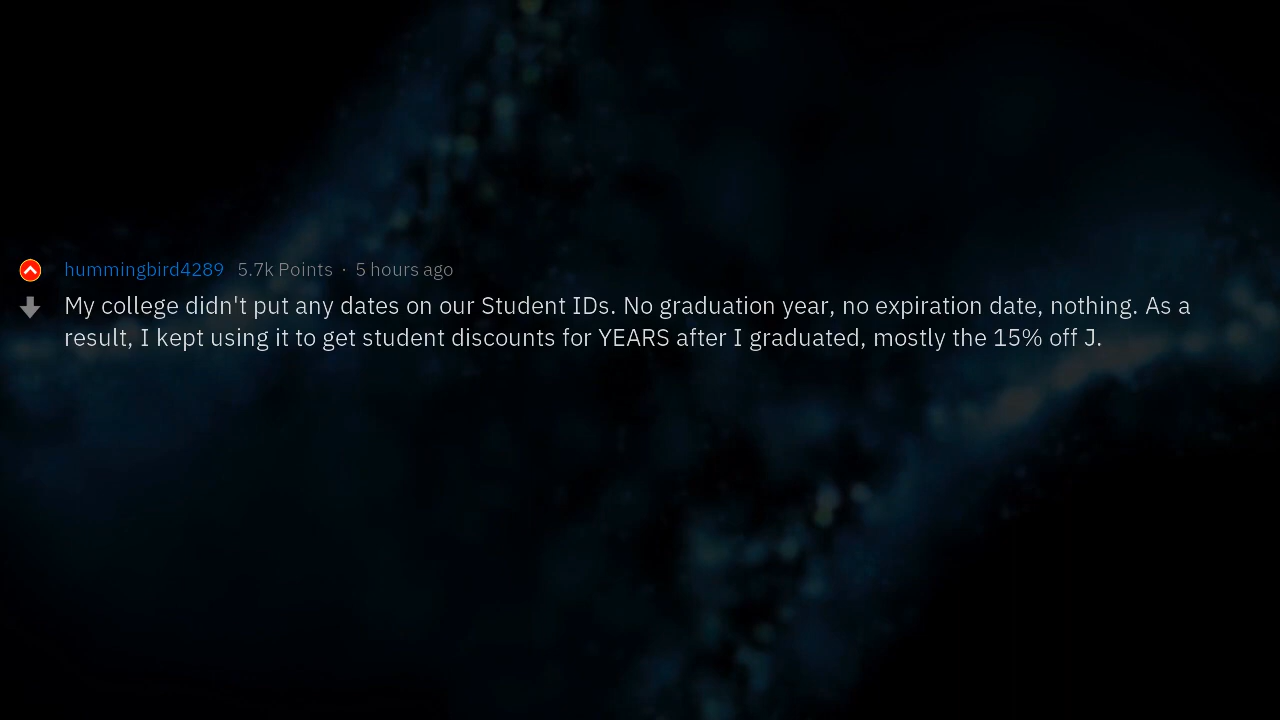 hummingbird4289 5.7k Points · 5 hours ago
My college didn't put any dates on our Student IDs. No graduation year, no expiration date, nothing. As a
result, I kept using it to get student discounts for YEARS after I graduated, mostly the 15% off J.